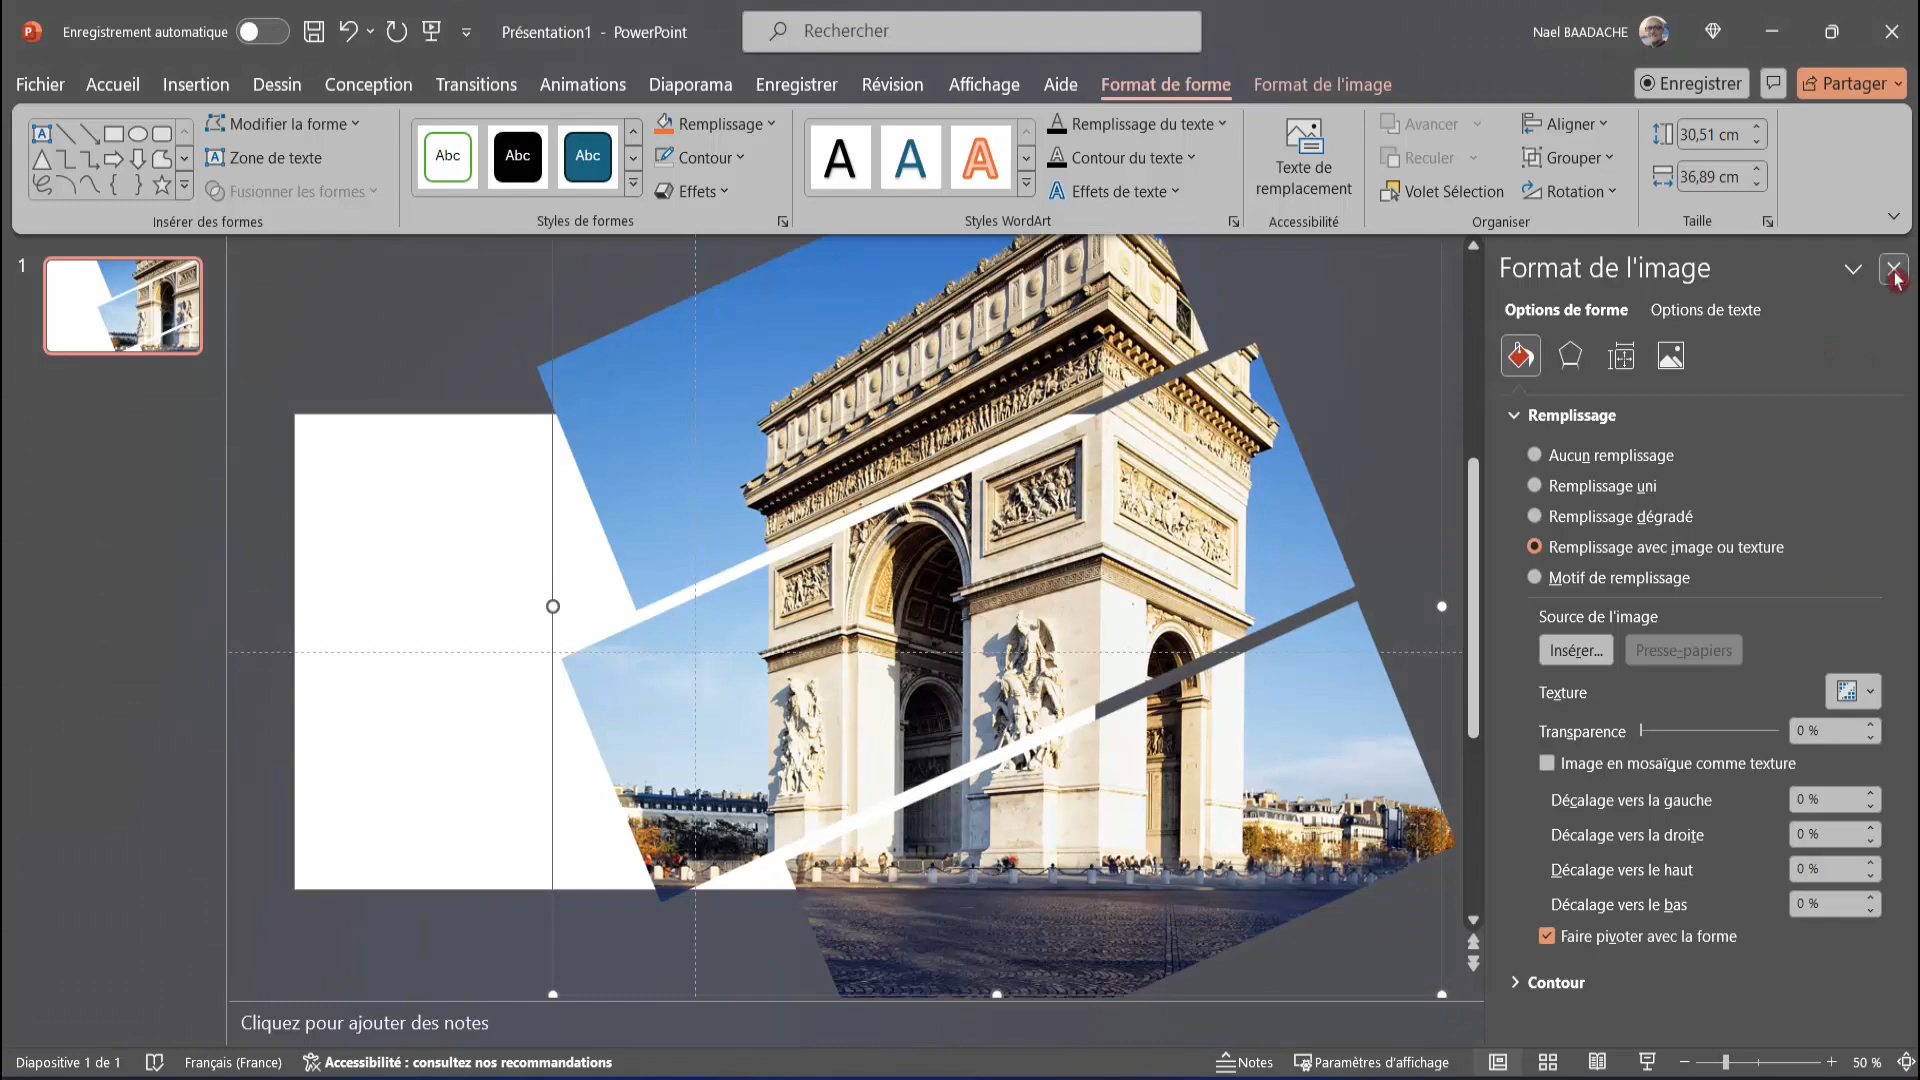 Enregistrement automatique
Présentation1 - PowerPoint
Rechercher
Nael BAADACHE
Fichier Accueil Insertion Dessin Conception Transitions Animations Diaporama Enregistrer Révision Affichage Aide Format de forme Format de l'image
Enregistrer
Partager
Modifier la forme
Zone de texte
Fusionner les formes
Insérer des formes
Abc Abc Abc
Remplissage
Contour
Effets
Styles de formes
A A A
Remplissage du texte
Contour du texte
Effets de texte
Styles WordArt
Texte de
remplacement
Accessibilité
Avancer
Reculer
Volet Sélection
Aligner
Grouper
Rotation
Organiser
30,51 cm
36,89 cm
Taille
1
Format de l'image
Options de forme Options de texte
Remplissage
Aucun remplissage
Remplissage uni
Remplissage dégradé
Remplissage avec image ou texture
Motif de remplissage
Source de l'image
Insérer... Presse-papiers
Texture
Transparence 0 %
Image en mosaïque comme texture
Décalage vers la gauche 0 %
Décalage vers la droite 0 %
Décalage vers le haut 0 %
Décalage vers le bas 0 %
Faire pivoter avec la forme
Contour
Cliquez pour ajouter des notes
Diapositive 1 de 1 Français (France) Accessibilité : consultez nos recommandations
Notes Paramètres d'affichage 50 %